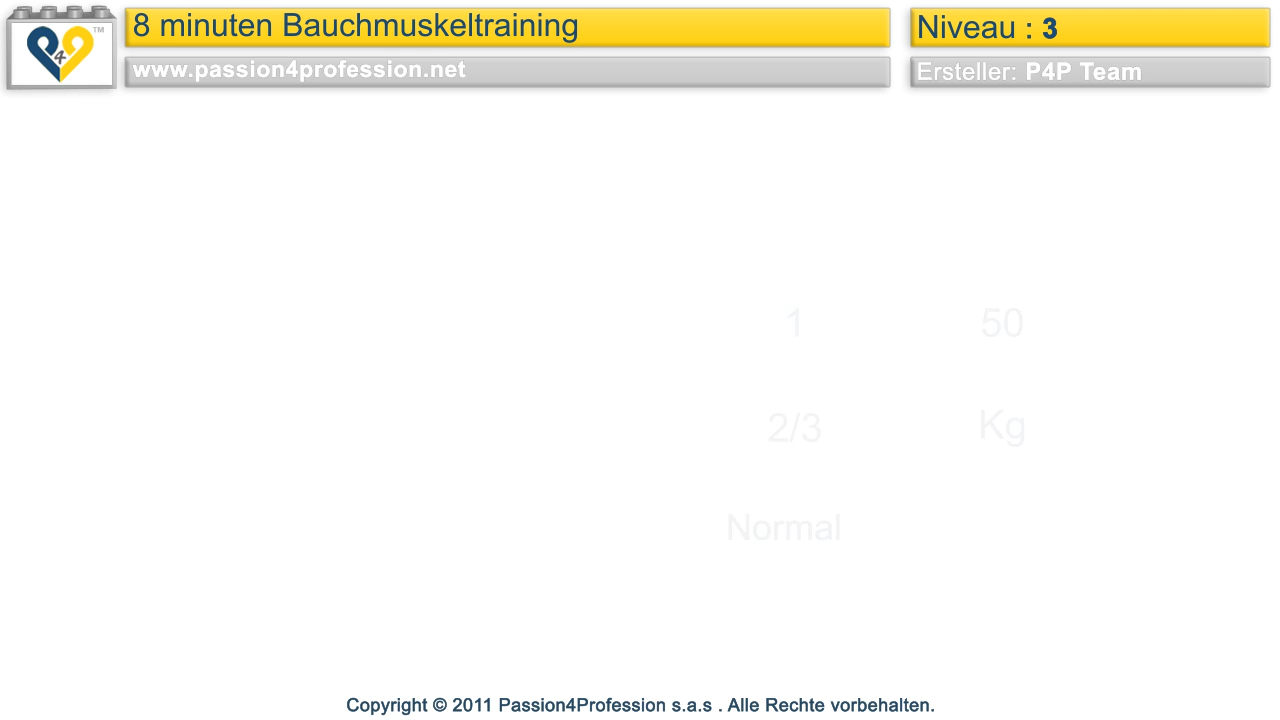 8 minuten Bauchmuskeltraining
Niveau : 3
www.passion4profession.net
Ersteller: P4P Team
P4P™
1 50
2/3 Kg
Normal
Copyright © 2011 Passion4Profession s.a.s . Alle Rechte vorbehalten.